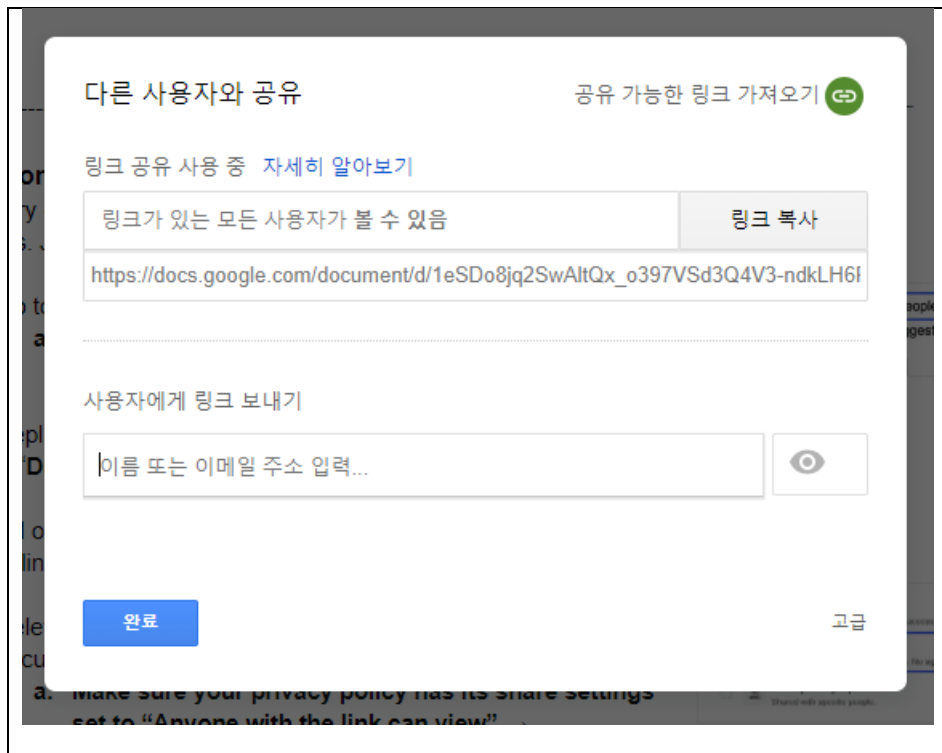 다른 사용자와 공유
공유 가능한 링크 가져오기
링크 공유 사용 중 자세히 알아보기
링크가 있는 모든 사용자가 볼 수 있음
링크 복사
https://docs.google.com/document/d/1eSDo8jq2SwAltQx_o397VSd3Q4V3-ndkLH6
사용자에게 링크 보내기
이름 또는 이메일 주소 입력...
완료
고급
a. Make sure your privacy policy has its share settings
set to “Anyone with the link can view”
Shared with specific people.